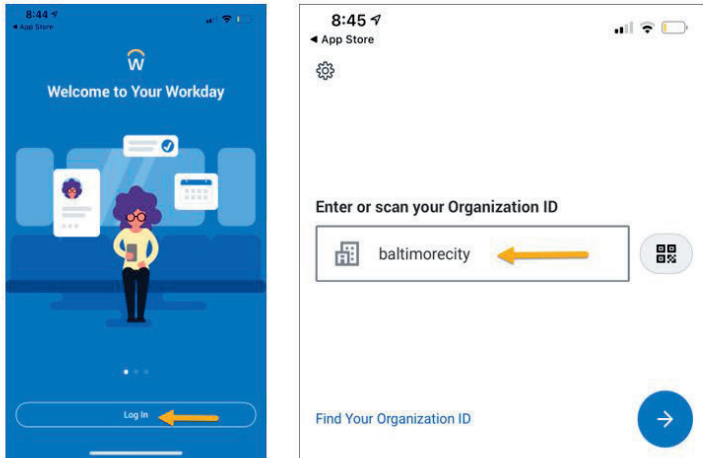 8:44
◀ App Store
Welcome to Your Workday
Log In
8:45
◀ App Store
Enter or scan your Organization ID
baltimorecity
Find Your Organization ID